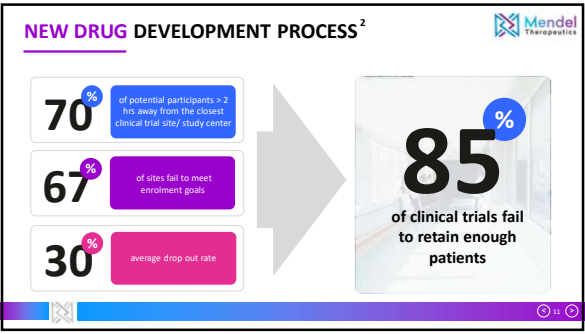 NEW DRUG DEVELOPMENT PROCESS 2
Mendel
Therapeutics
70 %
of potential participants > 2
hrs away from the closest
clinical trial site/ study center
67 %
of sites fail to meet
enrolment goals
30 %
average drop out rate
85 %
of clinical trials fail
to retain enough
patients
< 11 >